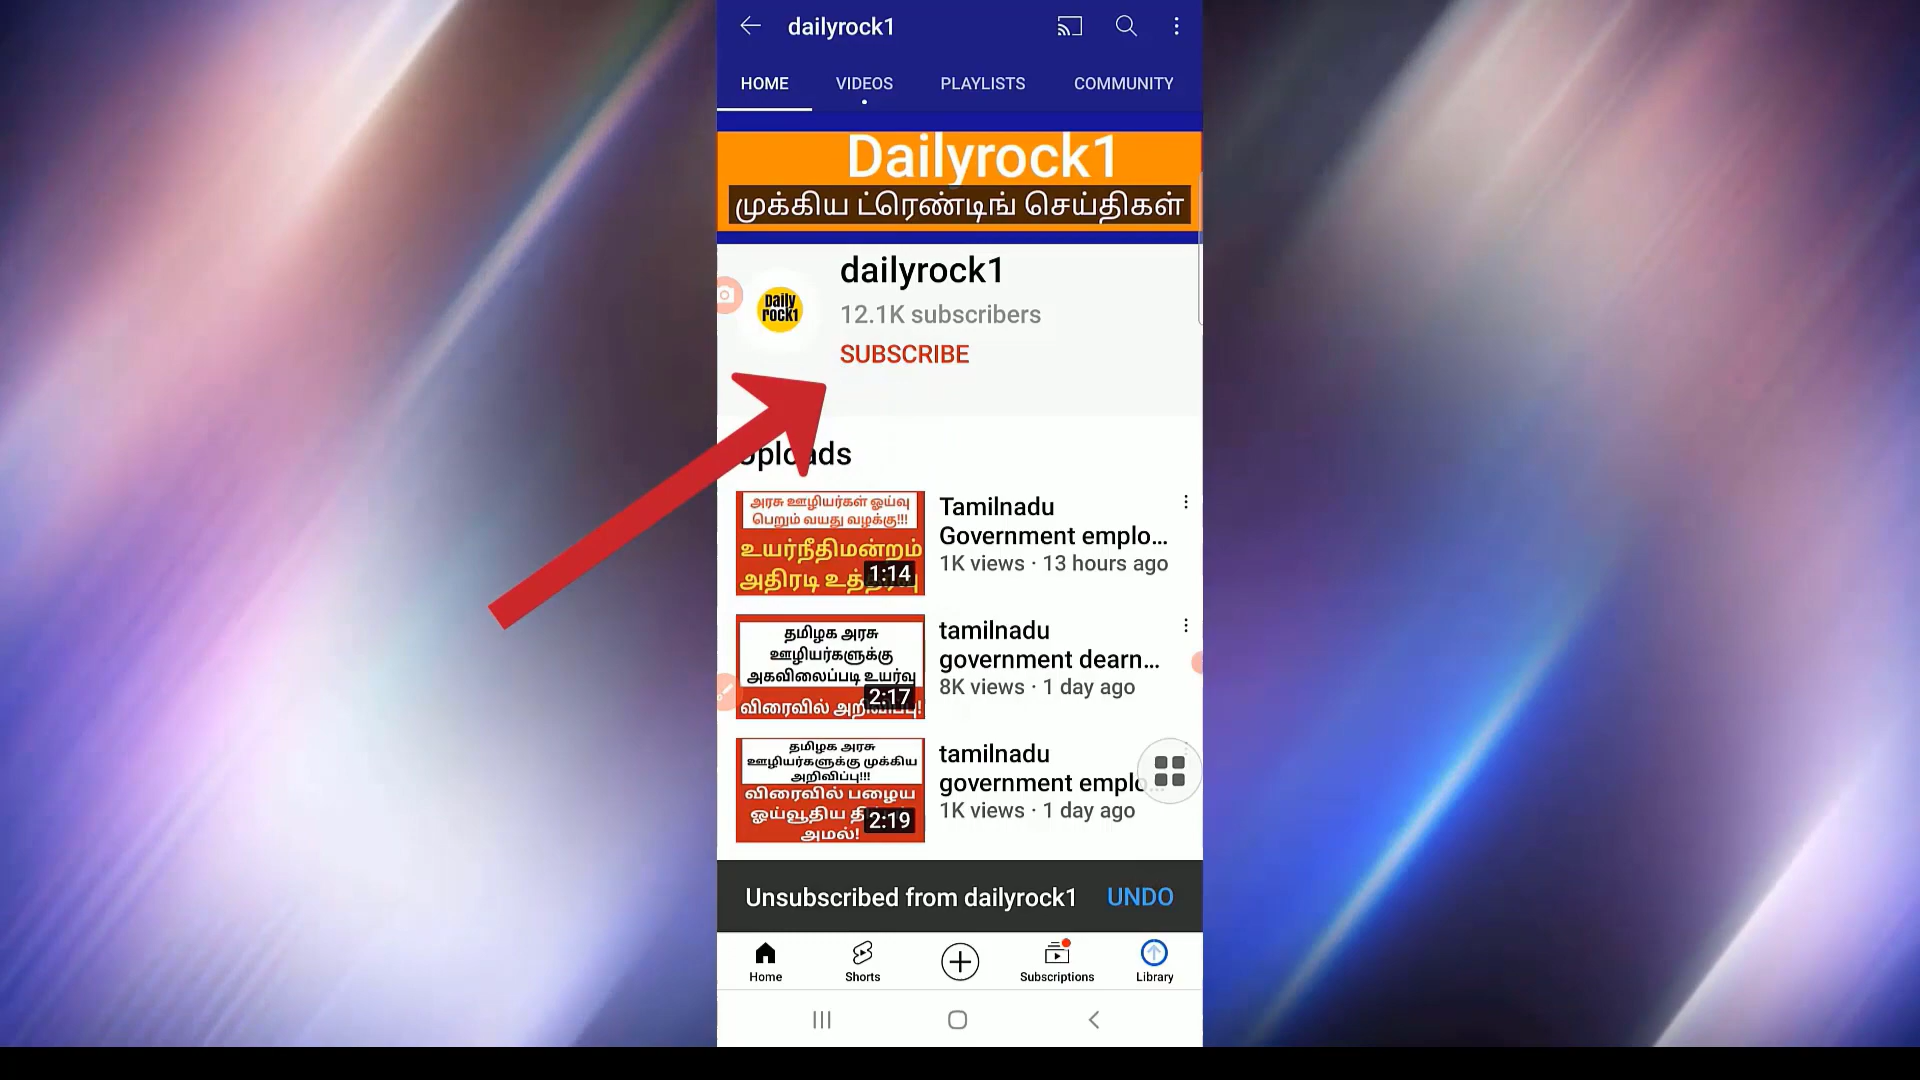 dailyrock1
HOME VIDEOS PLAYLISTS COMMUNITY
Dailyrock1
முக்கிய ட்ரெண்டிங் செய்திகள்
dailyrock1
Daily
rock1
12.1K subscribers
SUBSCRIBE
Uploads
அரசு ஊழியர்கள் ஓய்வு
பெறும் வயது வழக்கு!!!
உயர்நீதிமன்றம்
அதிரடி
1:14
Tamilnadu
Government emplo...
1K views · 13 hours ago
தமிழக அரசு
ஊழியர்களுக்கு
அகவிலைப்படி உயர்வு
விரைவில்
2:17
tamilnadu
government dearn...
8K views · 1 day ago
தமிழக அரசு
ஊழியர்களுக்கு முக்கிய
அறிவிப்பு!!!
விரைவில் பழைய
ஓய்வூதிய
அமல்!
2:19
tamilnadu
government emplo
1K views · 1 day ago
Unsubscribed from dailyrock1 UNDO
Home Shorts Subscriptions Library